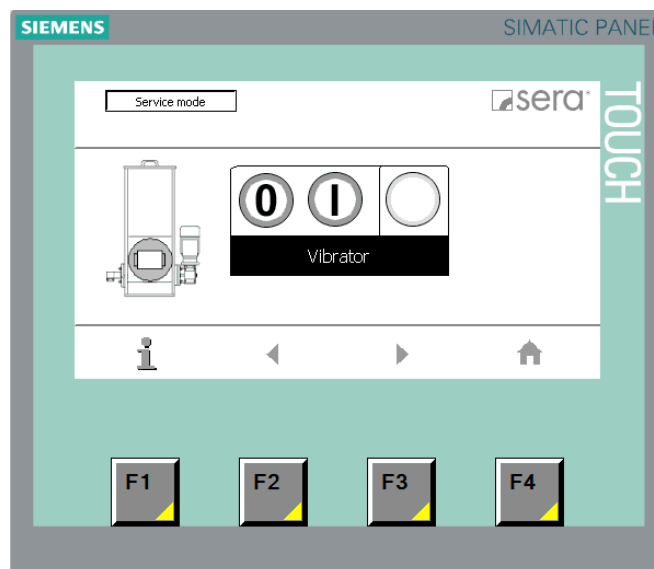 SIEMENS
SIMATIC PANEL
Service mode
sera
TOUCH
0 I
Vibrator
i
F1 F2 F3 F4